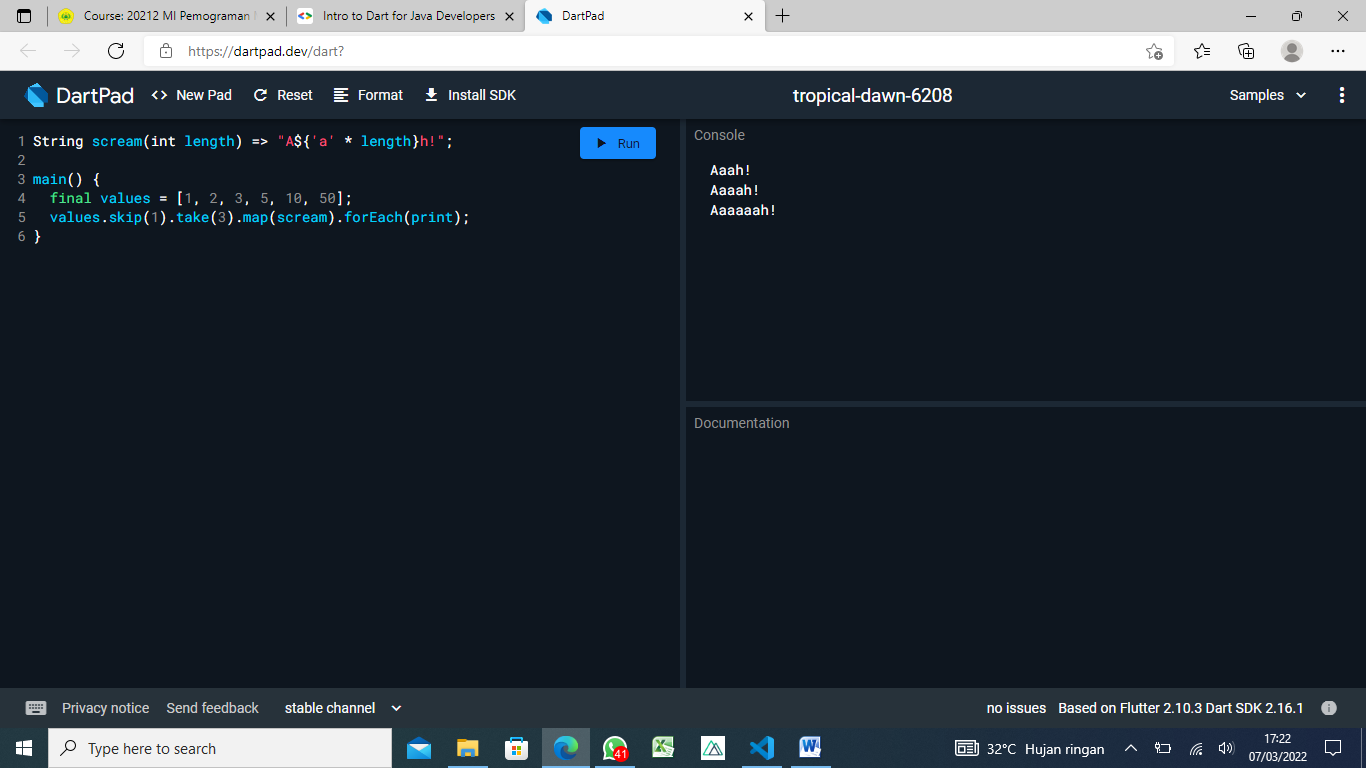 Course: 20212 MI Pemograman
Intro to Dart for Java Developers
DartPad
https://dartpad.dev/dart?
DartPad
<> New Pad
Reset
Format
Install SDK
tropical-dawn-6208
Samples
1 String scream(int length) => "A${'a' * length}h!";
2
3 main() {
4   final values = [1, 2, 3, 5, 10, 50];
5   values.skip(1).take(3).map(scream).forEach(print);
6 }
Run
Console
Aaah!
Aaaah!
Aaaaaah!
Documentation
Privacy notice
Send feedback
stable channel
no issues
Based on Flutter 2.10.3 Dart SDK 2.16.1
Type here to search
41
32°C Hujan ringan
17:22
07/03/2022